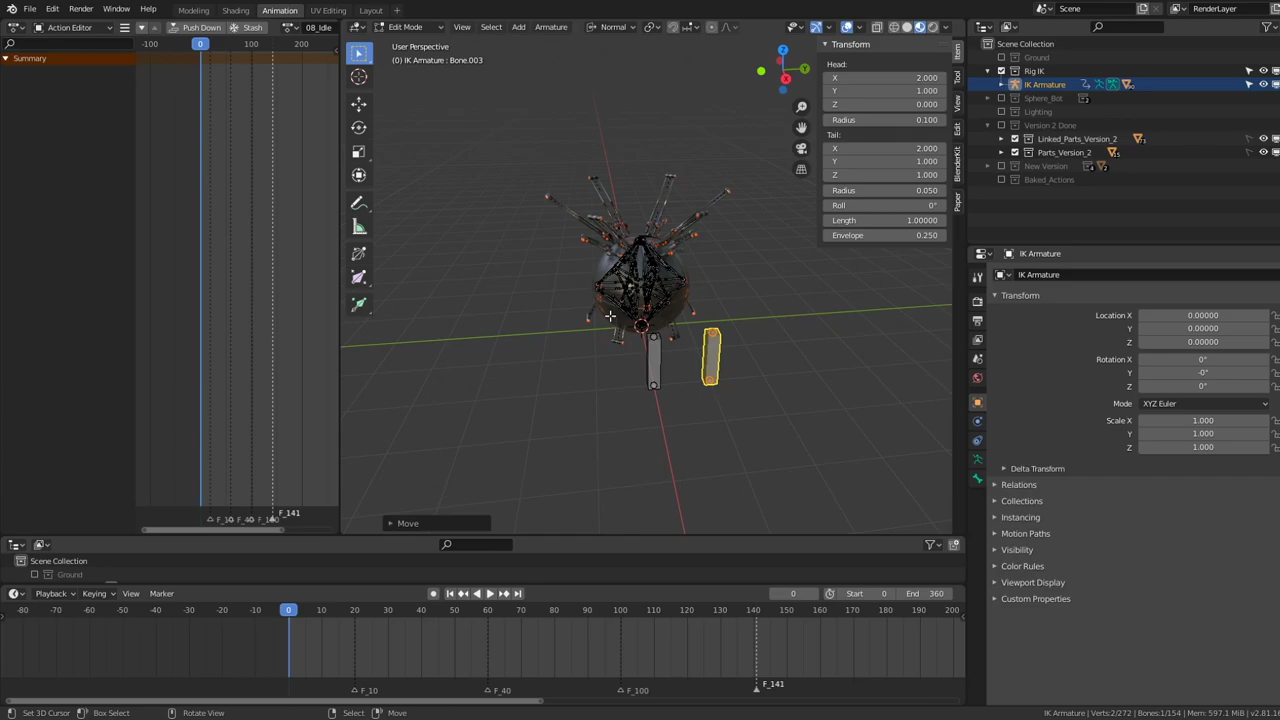 File Edit Render Window Help Modeling Shading Animation UV Editing Layout Scene RenderLayer
Action Editor Push Down Stash 08_Idle
-100 0 100 200
Summary
Edit Mode View Select Add Armature Armature
User Perspective
(0) IK Armature : Bone.003
Transform
Head:
X 2.000
Y 1.000
Z 0.000
Radius 0.100
Tail:
X 2.000
Y 1.000
Z 1.000
Radius 0.050
Roll 0°
Length 1.00000
Envelope 0.250
Item
Tool
View
Edit
BlenderKit
Paper
Move
Scene Collection
Ground
Rig IK
IK Armature
Sphere_Bot 2
Lighting
Version 2 Done
Linked_Parts_Version_2 73
Parts_Version_2 15
New Version
Baked_Actions
IK Armature
IK Armature
Transform
Location X 0.00000
Y 0.00000
Z 0.00000
Rotation X 0°
Y -0°
Z 0°
Mode XYZ Euler
Scale X 1.000
Y 1.000
Z 1.000
Delta Transform
Relations
Collections
Instancing
Motion Paths
Visibility
Color Rules
Viewport Display
Custom Properties
F_141
Scene Collection
Ground
Playback Keying View Marker 0 Start 0 End 360
-80 -70 -60 -50 -40 -30 -20 -10 0 10 20 30 40 50 60 70 80 90 100 110 120 130 140 150 160 170 180 190 200
F_10 F_40 F_100 F_141
Set 3D Cursor Box Select Rotate View Select Move
IK Armature | Verts:2/272 | Bones:1/154 | Mem: 597.1 MiB | v2.81.16